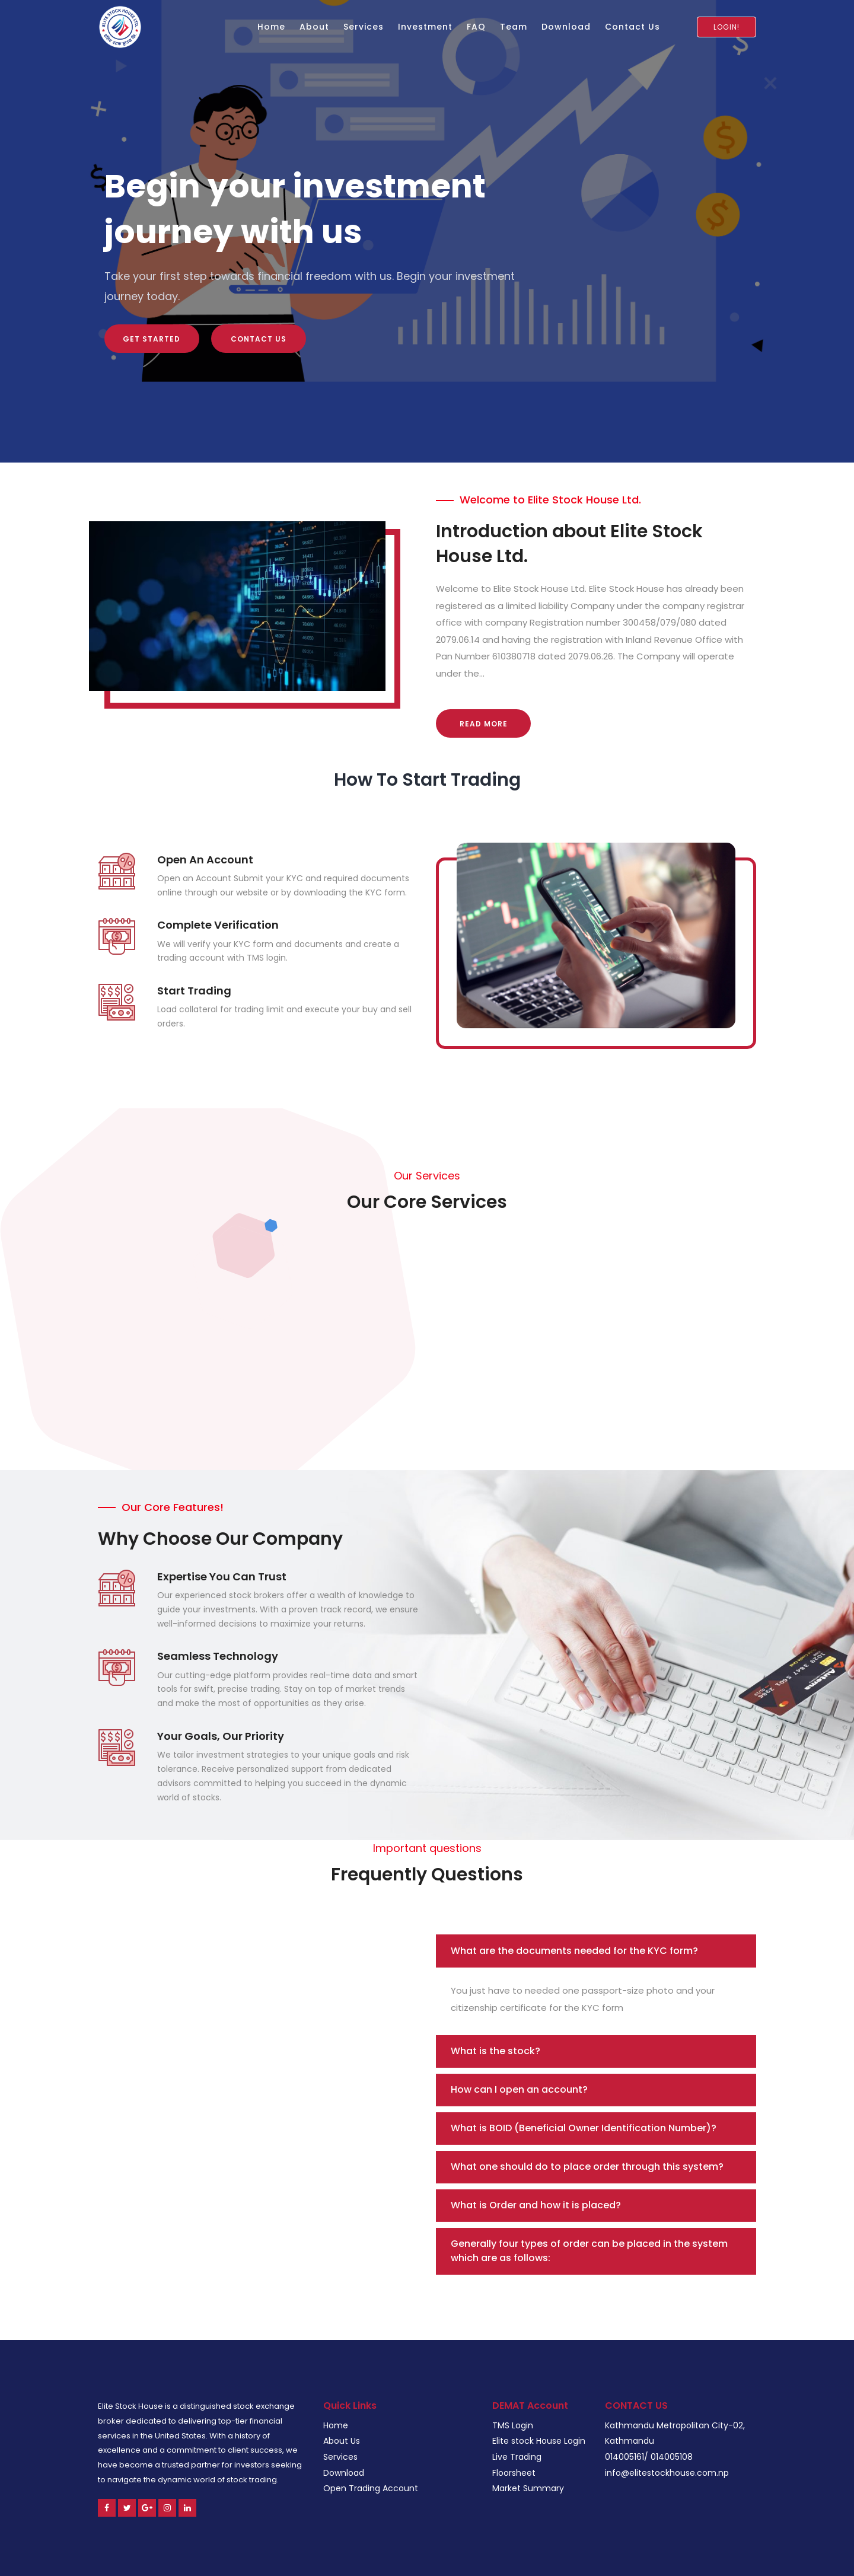 ELITE STOCK HOUSE LTD.
Home About Services Investment FAQ Team Download Contact Us LOGIN!
Begin your investment
journey with us
Take your first step towards financial freedom with us. Begin your investment
journey today.
GET STARTED CONTACT US
Welcome to Elite Stock House Ltd.
Introduction about Elite Stock
House Ltd.
Welcome to Elite Stock House Ltd. Elite Stock House has already been
registered as a limited liability Company under the company registrar
office with company Registration number 300458/079/080 dated
2079.06.14 and having the registration with Inland Revenue Office with
Pan Number 610380718 dated 2079.06.26. The Company will operate
under the...
READ MORE
How To Start Trading
Open An Account
Open an Account Submit your KYC and required documents
online through our website or by downloading the KYC form.
Complete Verification
We will verify your KYC form and documents and create a
trading account with TMS login.
Start Trading
Load collateral for trading limit and execute your buy and sell
orders.
Our Services
Our Core Services
Our Core Features!
Why Choose Our Company
Expertise You Can Trust
Our experienced stock brokers offer a wealth of knowledge to
guide your investments. With a proven track record, we ensure
well-informed decisions to maximize your returns.
Seamless Technology
Our cutting-edge platform provides real-time data and smart
tools for swift, precise trading. Stay on top of market trends
and make the most of opportunities as they arise.
Your Goals, Our Priority
We tailor investment strategies to your unique goals and risk
tolerance. Receive personalized support from dedicated
advisors committed to helping you succeed in the dynamic
world of stocks.
Important questions
Frequently Questions
What are the documents needed for the KYC form?
You just have to needed one passport-size photo and your
citizenship certificate for the KYC form
What is the stock?
How can I open an account?
What is BOID (Beneficial Owner Identification Number)?
What one should do to place order through this system?
What is Order and how it is placed?
Generally four types of order can be placed in the system
which are as follows:
Elite Stock House is a distinguished stock exchange
broker dedicated to delivering top-tier financial
services in the United States. With a history of
excellence and a commitment to client success, we
have become a trusted partner for investors seeking
to navigate the dynamic world of stock trading.
Quick Links
Home
About Us
Services
Download
Open Trading Account
DEMAT Account
TMS Login
Elite stock House Login
Live Trading
Floorsheet
Market Summary
CONTACT US
Kathmandu Metropolitan City-02,
Kathmandu
014005161/ 014005108
info@elitestockhouse.com.np